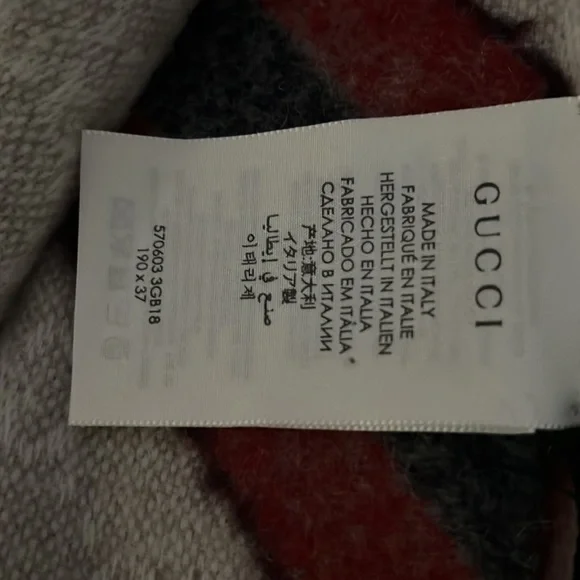 GUCCI
MADE IN ITALY
FABRIQUÉ EN ITALIE
HERGESTELLT IN ITALIEN
HECHO EN ITALIA
FABRICADO EM ITÁLIA
СДЕЛАНО В ИТАЛИИ
产地:意大利
イタリア製
صنع في إيطاليا
이태리제
570603 3GB18
190 x 37